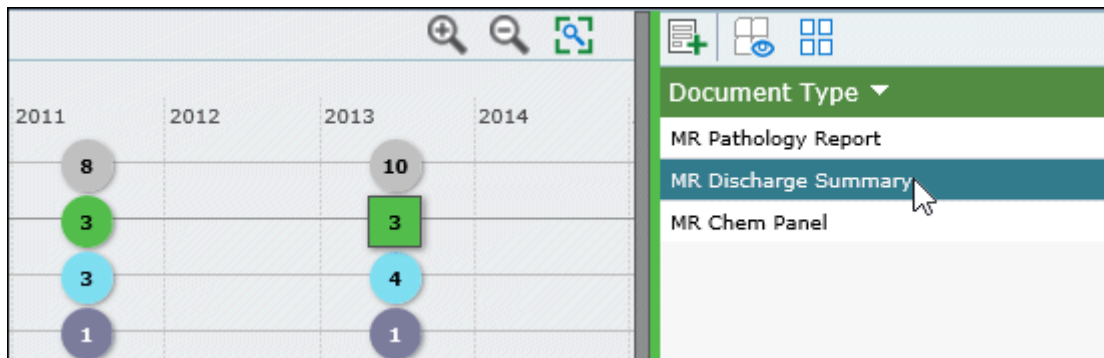 Document Type
2011 2012 2013 2014
MR Pathology Report
8 10
MR Discharge Summary
3 3
MR Chem Panel
3 4
1 1